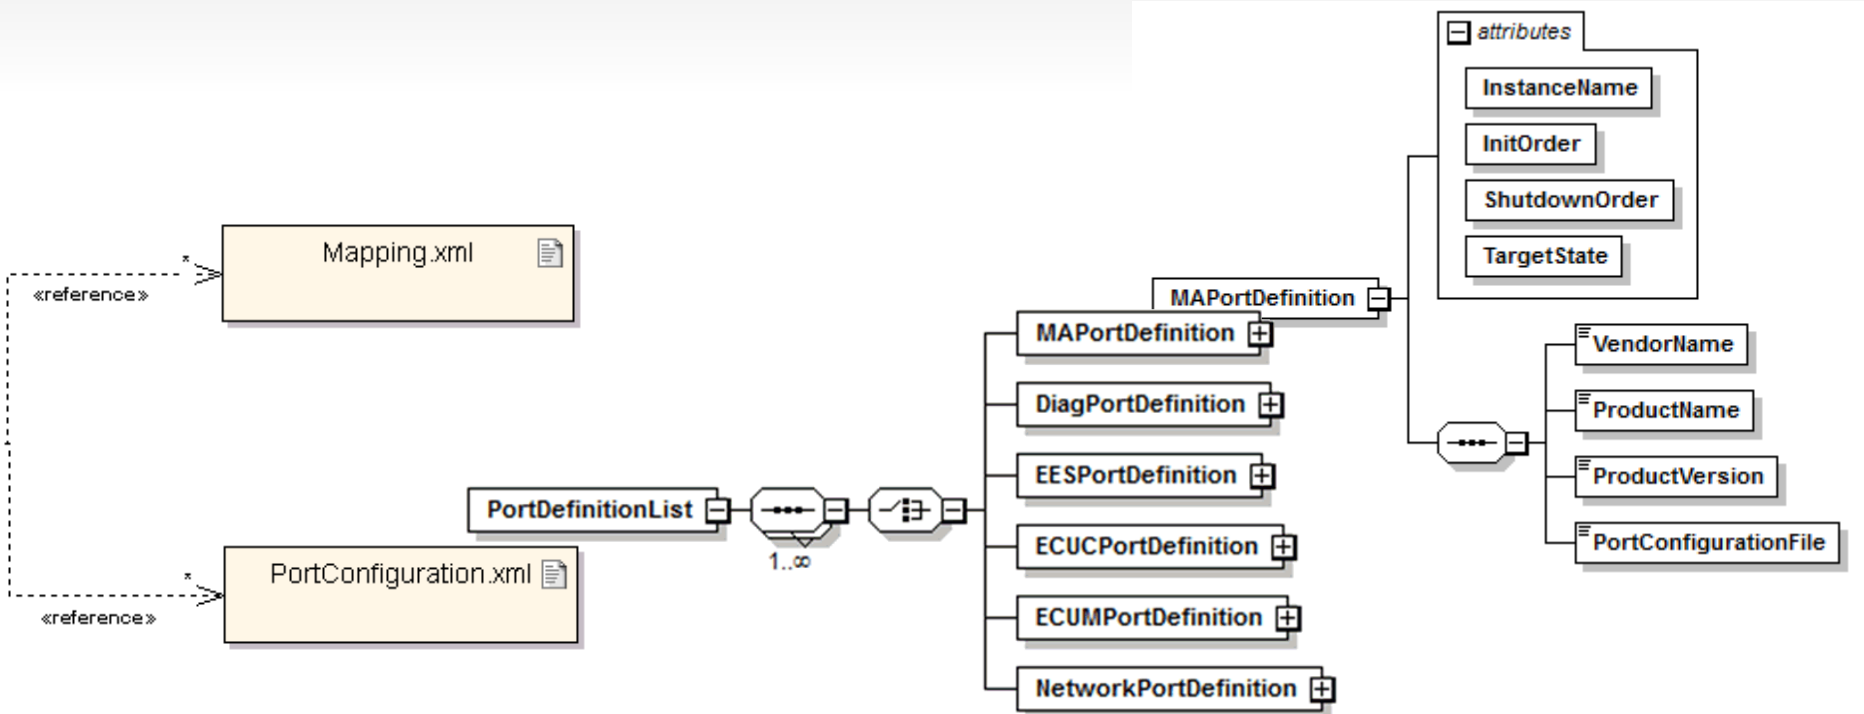 attributes
InstanceName
InitOrder
ShutdownOrder
TargetState
Mapping.xml
*
«reference»
MAPortDefinition
MAPortDefinition
DiagPortDefinition
EESPortDefinition
ECUCPortDefinition
ECUMPortDefinition
NetworkPortDefinition
VendorName
ProductName
ProductVersion
PortConfigurationFile
PortDefinitionList
1..∞
PortConfiguration.xml
*
«reference»